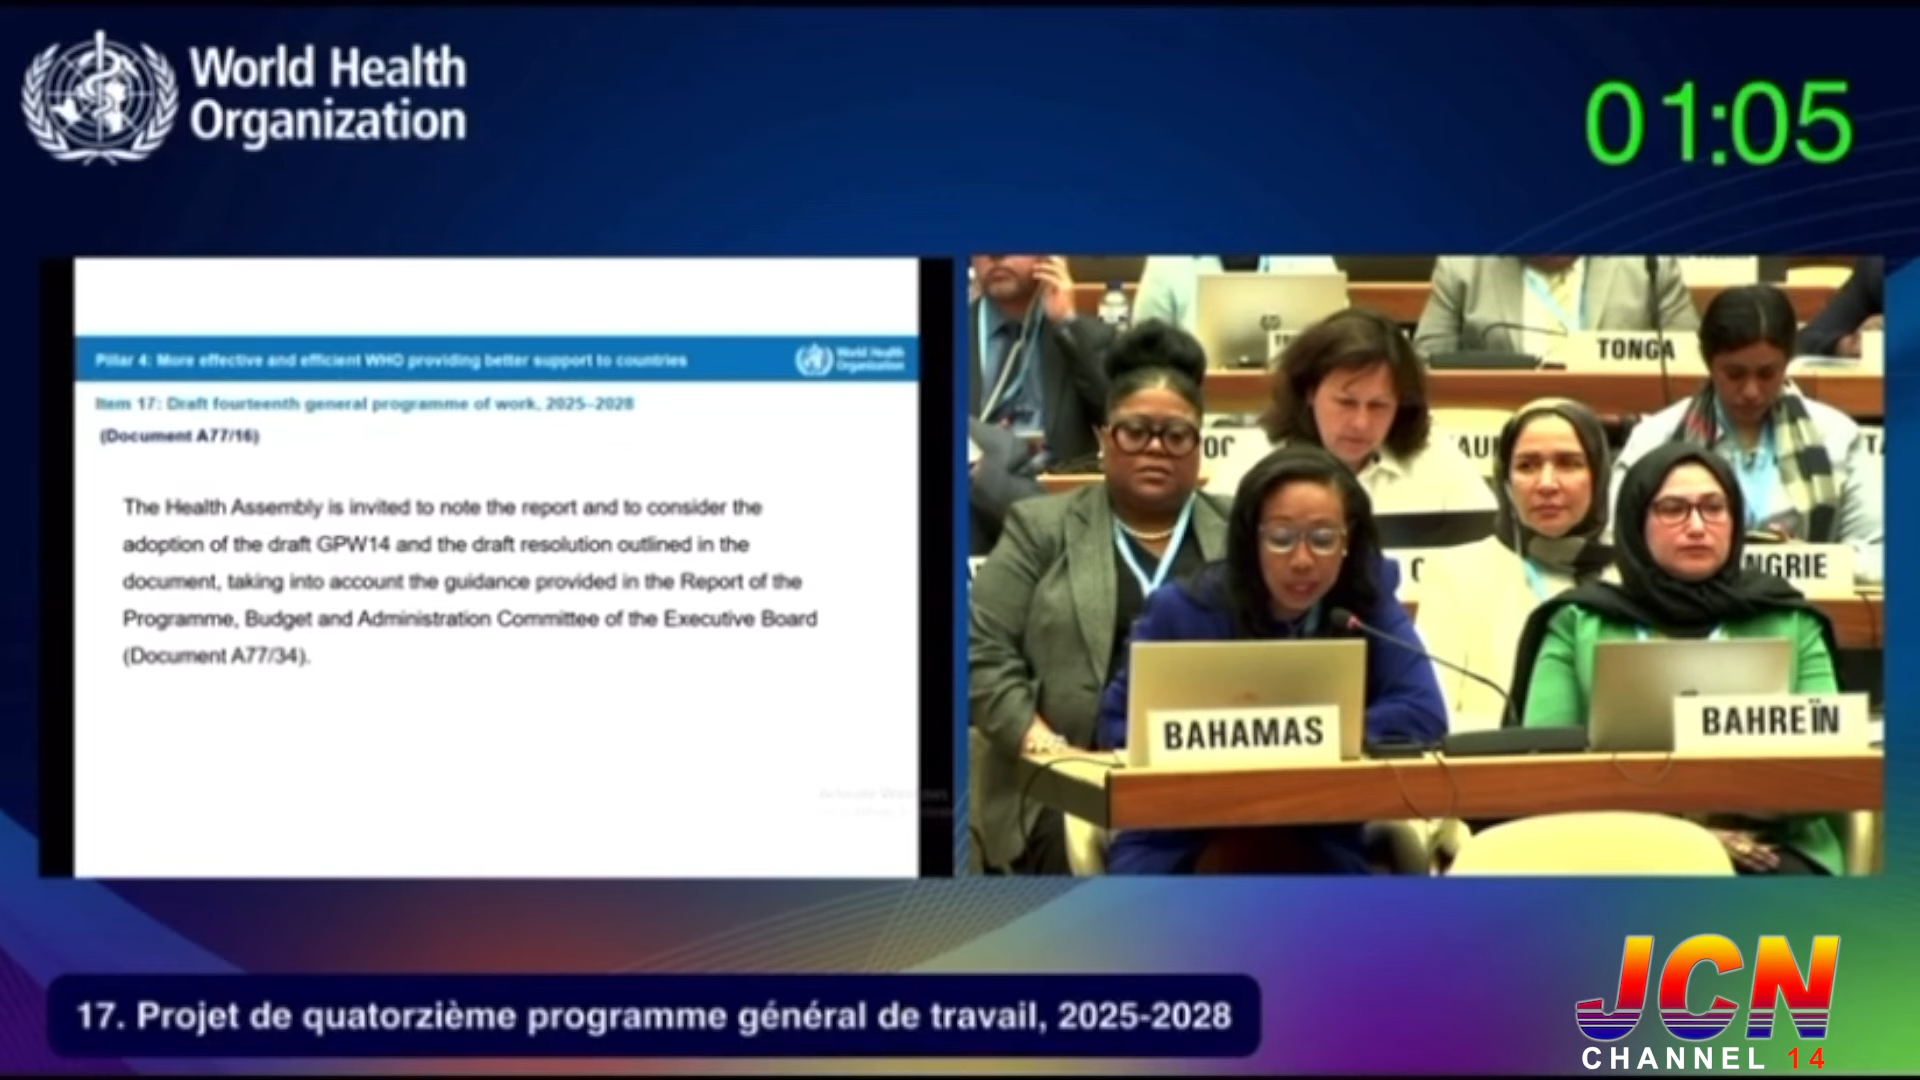 World Health
Organization
01:05
Pillar 4: More effective and efficient WHO providing better support to countries
World Health
Organization
Item 17: Draft fourteenth general programme of work, 2025–2028
(Document A77/16)
The Health Assembly is invited to note the report and to consider the
adoption of the draft GPW14 and the draft resolution outlined in the
document, taking into account the guidance provided in the Report of the
Programme, Budget and Administration Committee of the Executive Board
(Document A77/34).
TONGA
BAHAMAS
BAHREÏN
17. Projet de quatorzième programme général de travail, 2025-2028
JCN
CHANNEL 14